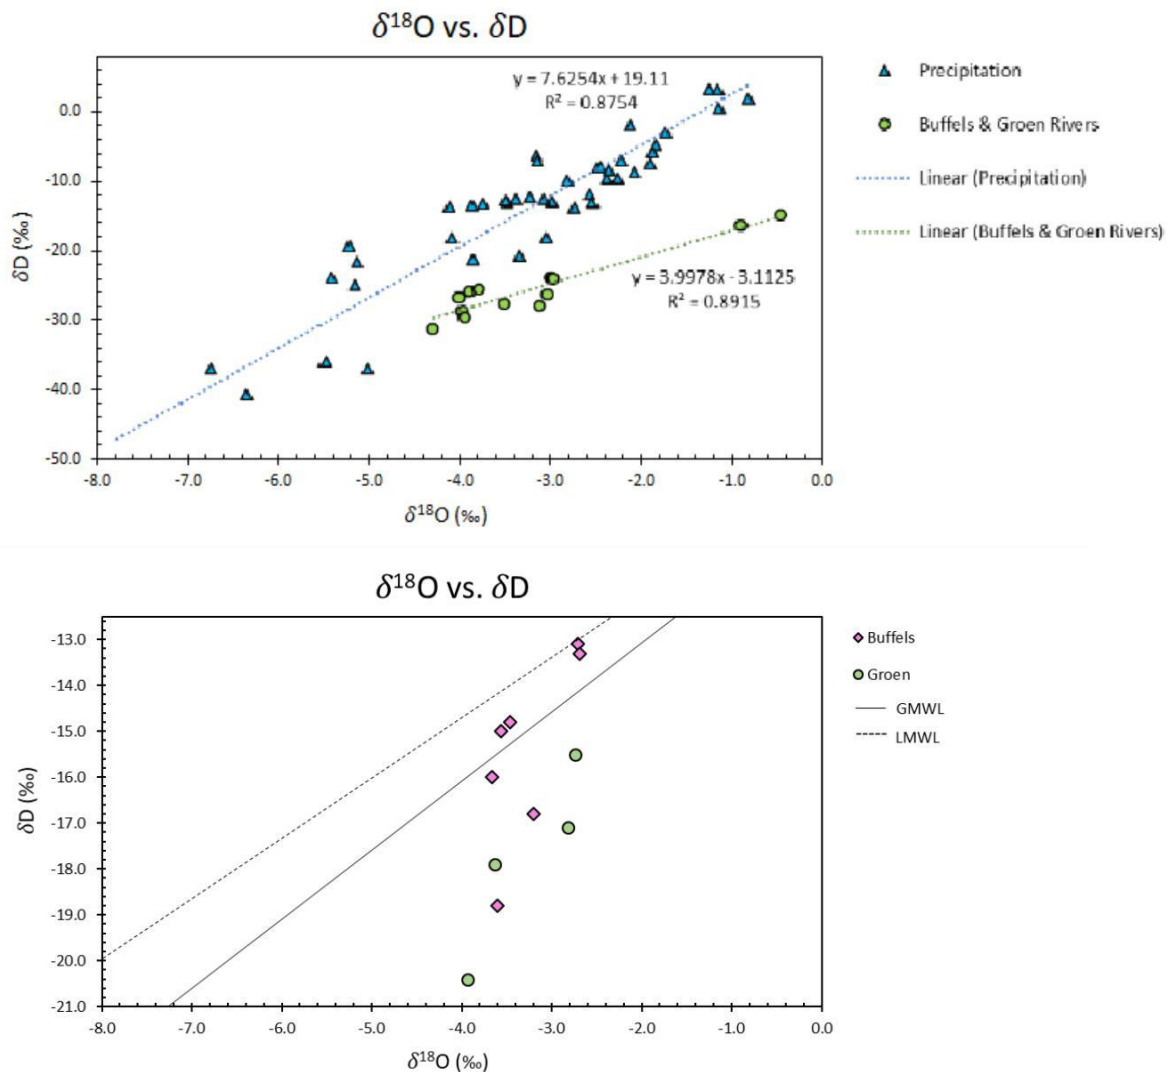 δ¹⁸O vs. δD
y = 7.6254x + 19.11
R² = 0.8754
0.0
-10.0
-20.0
-30.0
-40.0
-50.0
δD (‰)
y = 3.9978x - 3.1125
R² = 0.8915
-8.0 -7.0 -6.0 -5.0 -4.0 -3.0 -2.0 -1.0 0.0
δ¹⁸O (‰)
Precipitation
Buffels & Groen Rivers
Linear (Precipitation)
Linear (Buffels & Groen Rivers)
δ¹⁸O vs. δD
-13.0
-14.0
-15.0
-16.0
-17.0
-18.0
-19.0
-20.0
-21.0
δD (‰)
-8.0 -7.0 -6.0 -5.0 -4.0 -3.0 -2.0 -1.0 0.0
δ¹⁸O (‰)
Buffels
Groen
GMWL
LMWL